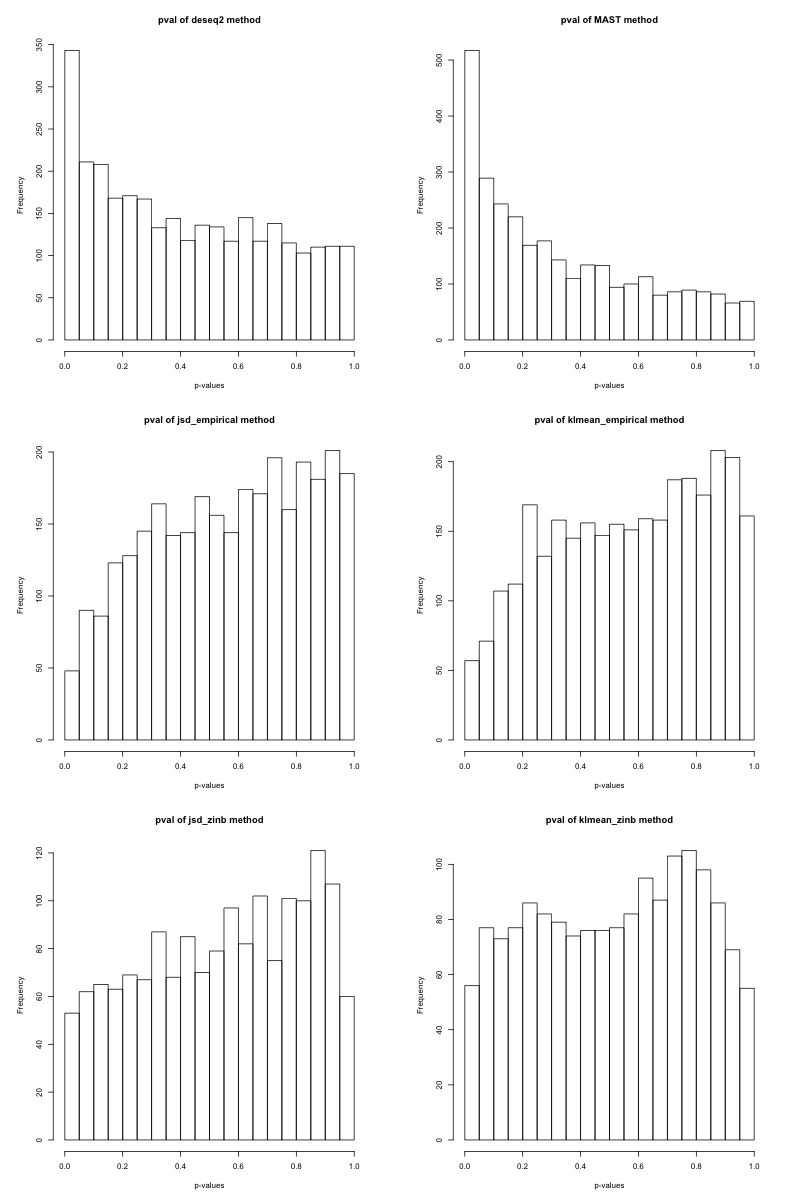 pval of deseq2 method
Frequency
0 50 100 150 200 250 300 350
0.0 0.2 0.4 0.6 0.8 1.0
p-values
pval of MAST method
Frequency
0 100 200 300 400 500
0.0 0.2 0.4 0.6 0.8 1.0
p-values
pval of jsd_empirical method
Frequency
0 50 100 150 200
0.0 0.2 0.4 0.6 0.8 1.0
p-values
pval of klmean_empirical method
Frequency
0 50 100 150 200
0.0 0.2 0.4 0.6 0.8 1.0
p-values
pval of jsd_zinb method
Frequency
0 20 40 60 80 100 120
0.0 0.2 0.4 0.6 0.8 1.0
p-values
pval of klmean_zinb method
Frequency
0 20 40 60 80 100
0.0 0.2 0.4 0.6 0.8 1.0
p-values